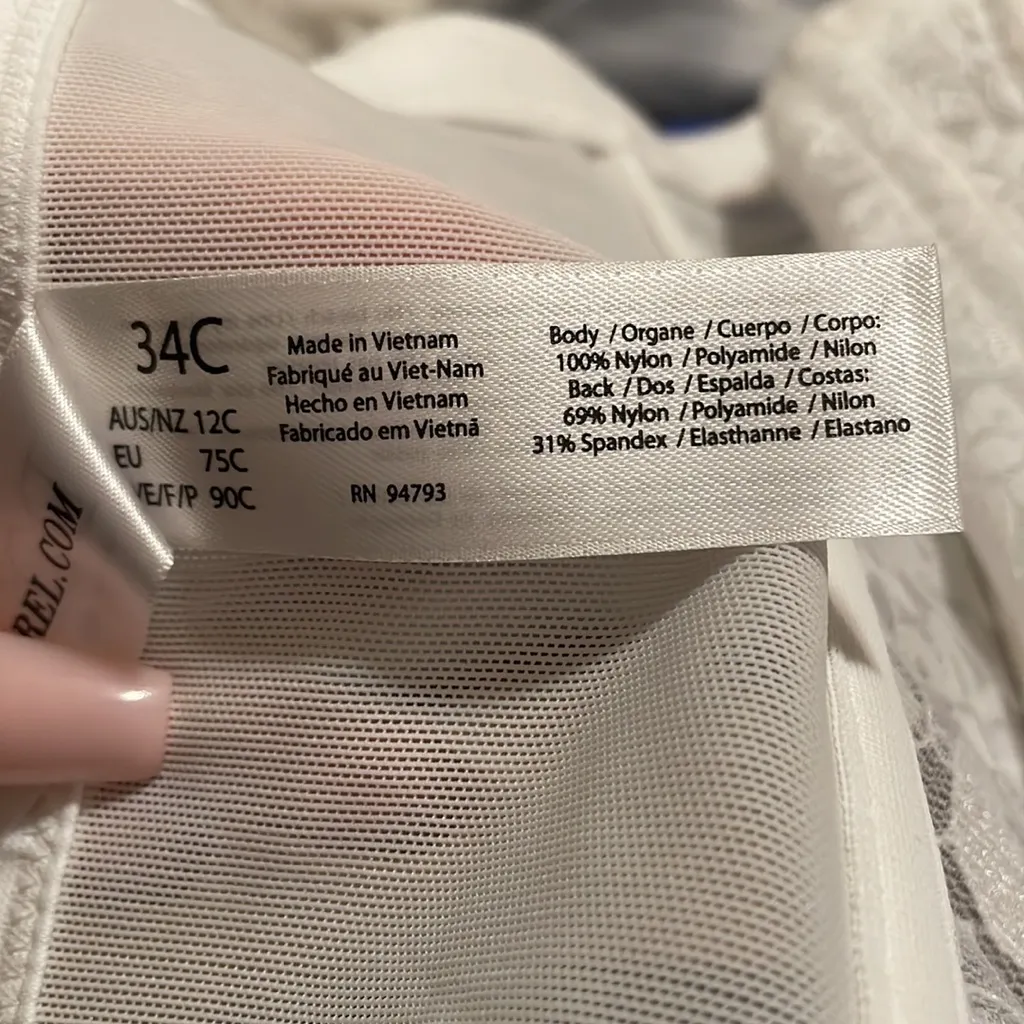 34C
AUS/NZ 12C
EU 75C
/E/F/P 90C
Made in Vietnam
Fabriqué au Viet-Nam
Hecho en Vietnam
Fabricado em Vietnã
RN 94793
Body / Organe / Cuerpo / Corpo:
100% Nylon / Polyamide / Nilon
Back / Dos / Espalda / Costas:
69% Nylon / Polyamide / Nilon
31% Spandex / Elasthanne / Elastano
REL.COM